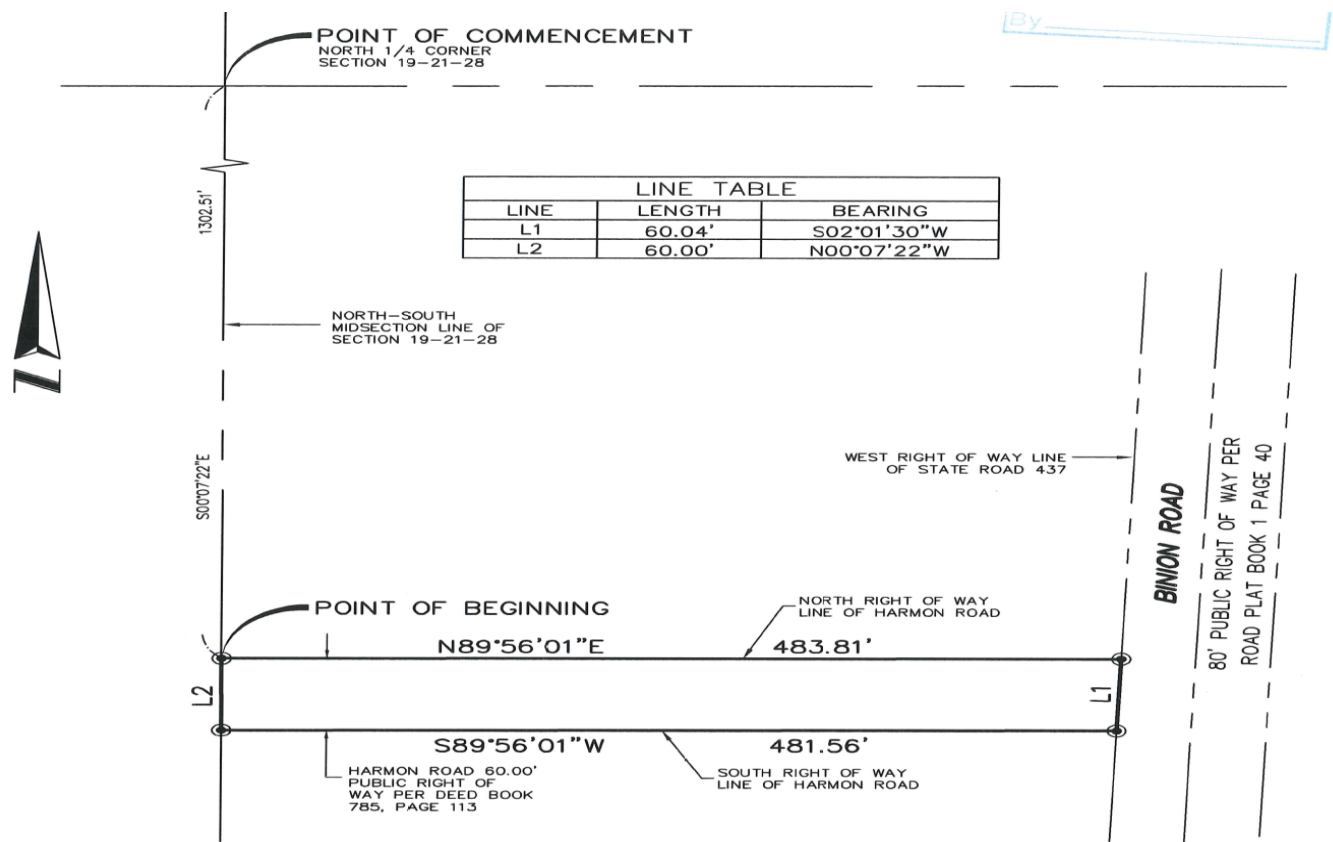 By
POINT OF COMMENCEMENT
NORTH 1/4 CORNER
SECTION 19-21-28
1302.51'
LINE TABLE
LINE LENGTH BEARING
L1 60.04' S02°01'30"W
L2 60.00' N00°07'22"W
N
NORTH-SOUTH
MIDSECTION LINE OF
SECTION 19-21-28
S00°07'22"E
WEST RIGHT OF WAY LINE
OF STATE ROAD 437
BINION ROAD
80' PUBLIC RIGHT OF WAY PER
ROAD PLAT BOOK 1 PAGE 40
POINT OF BEGINNING
NORTH RIGHT OF WAY
LINE OF HARMON ROAD
N89°56'01"E 483.81'
L2
L1
S89°56'01"W 481.56'
HARMON ROAD 60.00'
PUBLIC RIGHT OF
WAY PER DEED BOOK
785, PAGE 113
SOUTH RIGHT OF WAY
LINE OF HARMON ROAD